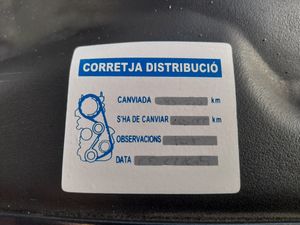 CORRETJA DISTRIBUCIÓ
CANVIADA km
S'HA DE CANVIAR km
OBSERVACIONS
DATA